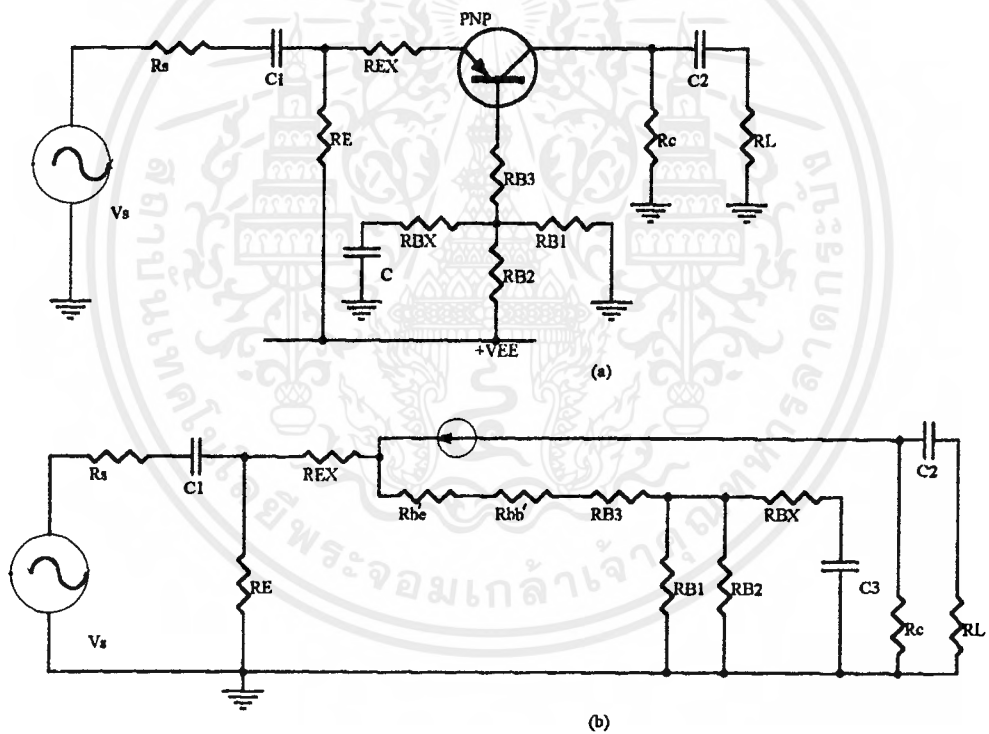 PNP
Rs
C1
REX
C2
RE
Rc
RL
RB3
Vs
RBX
RB1
C
RB2
+VEE
(a)
Rs
C1
REX
C2
Rb'e
Rbb'
RB3
RBX
RE
RB1
RB2
C3
Rc
RL
Vs
(b)